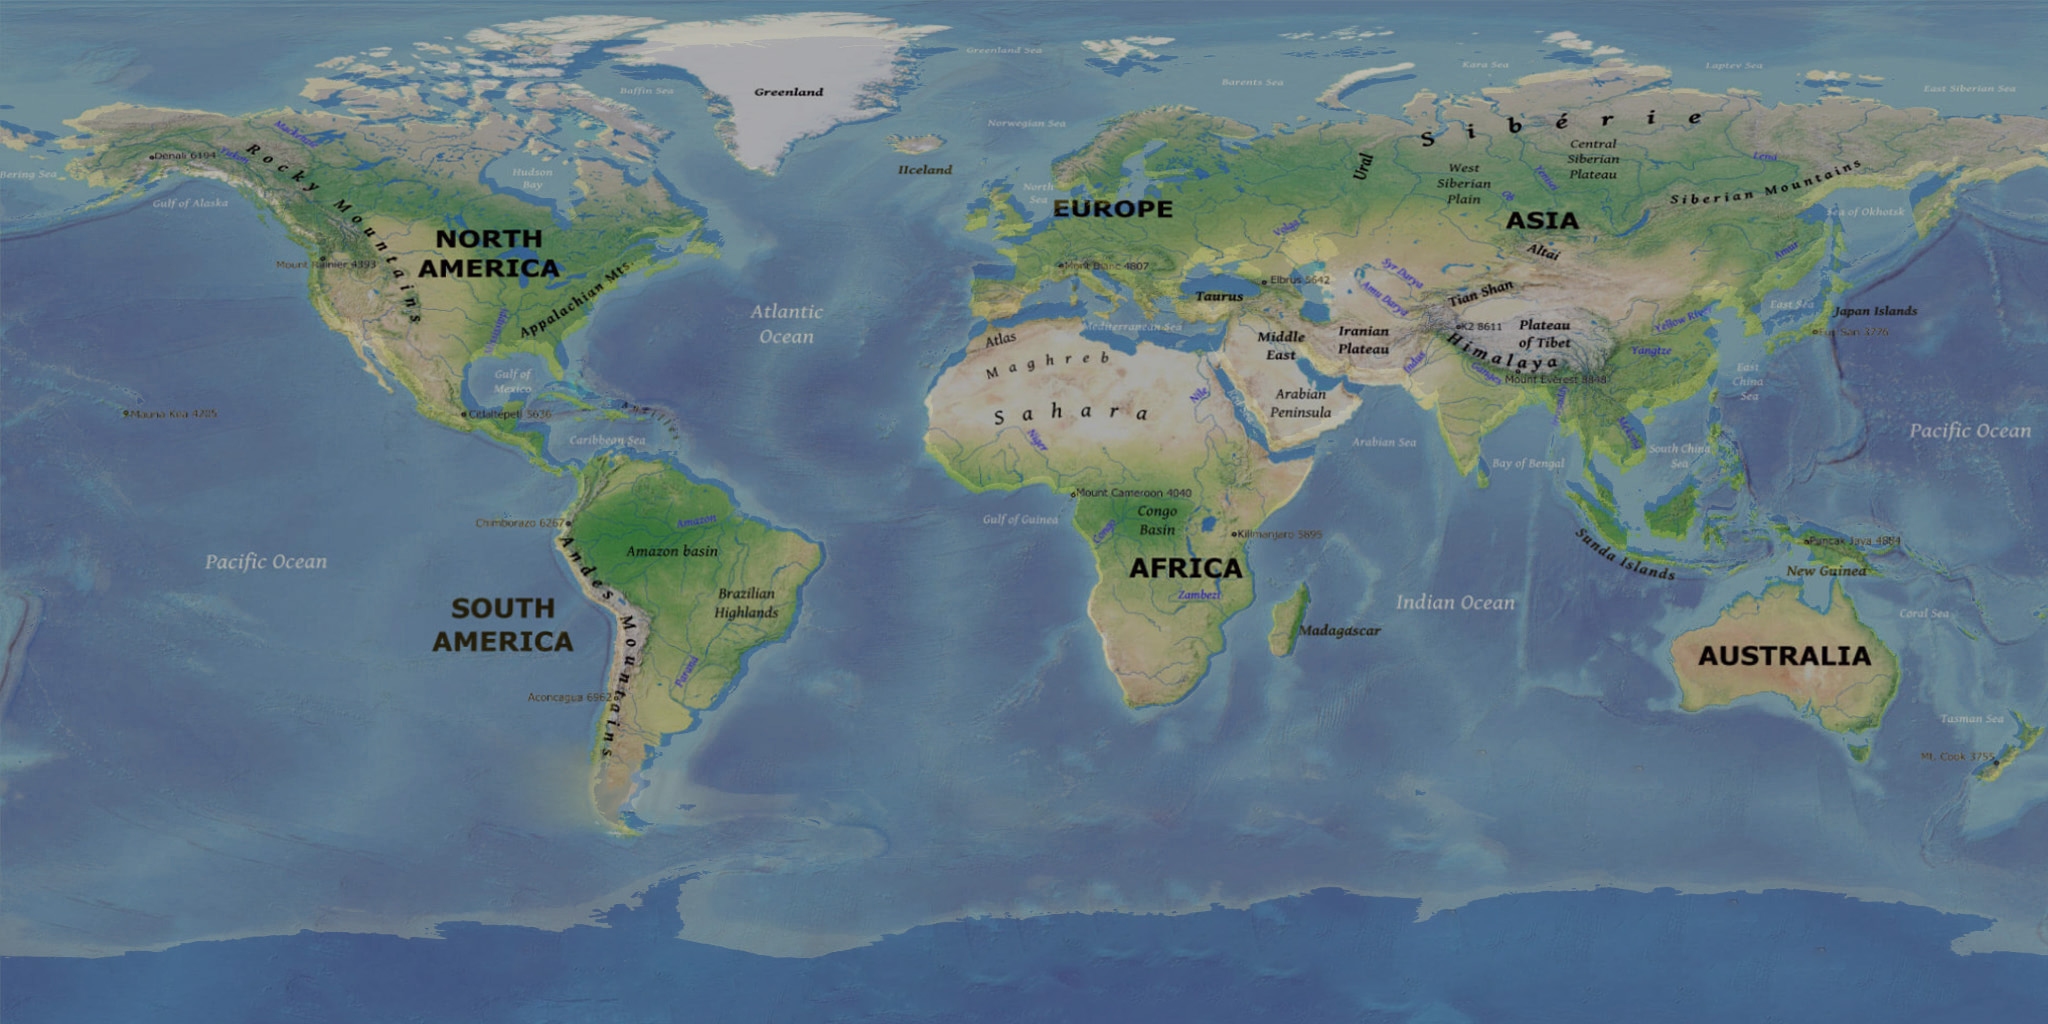 Greenland Sea
Kara Sea
Laptev Sea
Barents Sea
East Siberian Sea
Baffin Sea
Greenland
Norwegian Sea
S i b é r i e
Mackenzie
Yukon
Denali 6194
Rocky Mountains
Bering Sea
Gulf of Alaska
Hudson
Bay
IIceland
North
Sea
EUROPE
Ural
West
Siberian
Plain
Central
Siberian
Plateau
Yenisei
Ob
Lena
Siberian Mountains
Sea of Okhotsk
ASIA
NORTH
AMERICA
Mount Rainier 4393
Appalachian Mts.
Mont Blanc 4807
Volga
Elbrus 5642
Altai
Amur
Syr Darya
Amu Darya
Tian Shan
Taurus
Atlantic
Ocean
Mediterranean Sea
Atlas
Maghreb
Middle
East
Iranian
Plateau
K2 8611
Plateau
of Tibet
Himalaya
Mount Everest 8848
Indus
Ganges
Yellow River
Yangtze
East Sea
Japan Islands
3776
East
China
Sea
Gulf of
Mexico
Antilles
Mauna Kea 4205
5636
Caribbean Sea
Sahara
Nile
Niger
Arabian
Peninsula
Arabian Sea
Bay of Bengal
Mekong
South China
Sea
Pacific Ocean
Mount Cameroon 4040
Gulf of Guinea
Congo
Basin
Congo
Kilimanjaro 5895
AFRICA
Zambezi
Madagascar
Indian Ocean
Chimborazo 6267
Amazon
Amazon basin
Andes Mountains
Brazilian
Highlands
Pacific Ocean
SOUTH
AMERICA
Paraná
Aconcagua 6962
Sunda Islands
Puncak Jaya 4884
New Guinea
Coral Sea
AUSTRALIA
Tasman Sea
Mt. Cook 3755